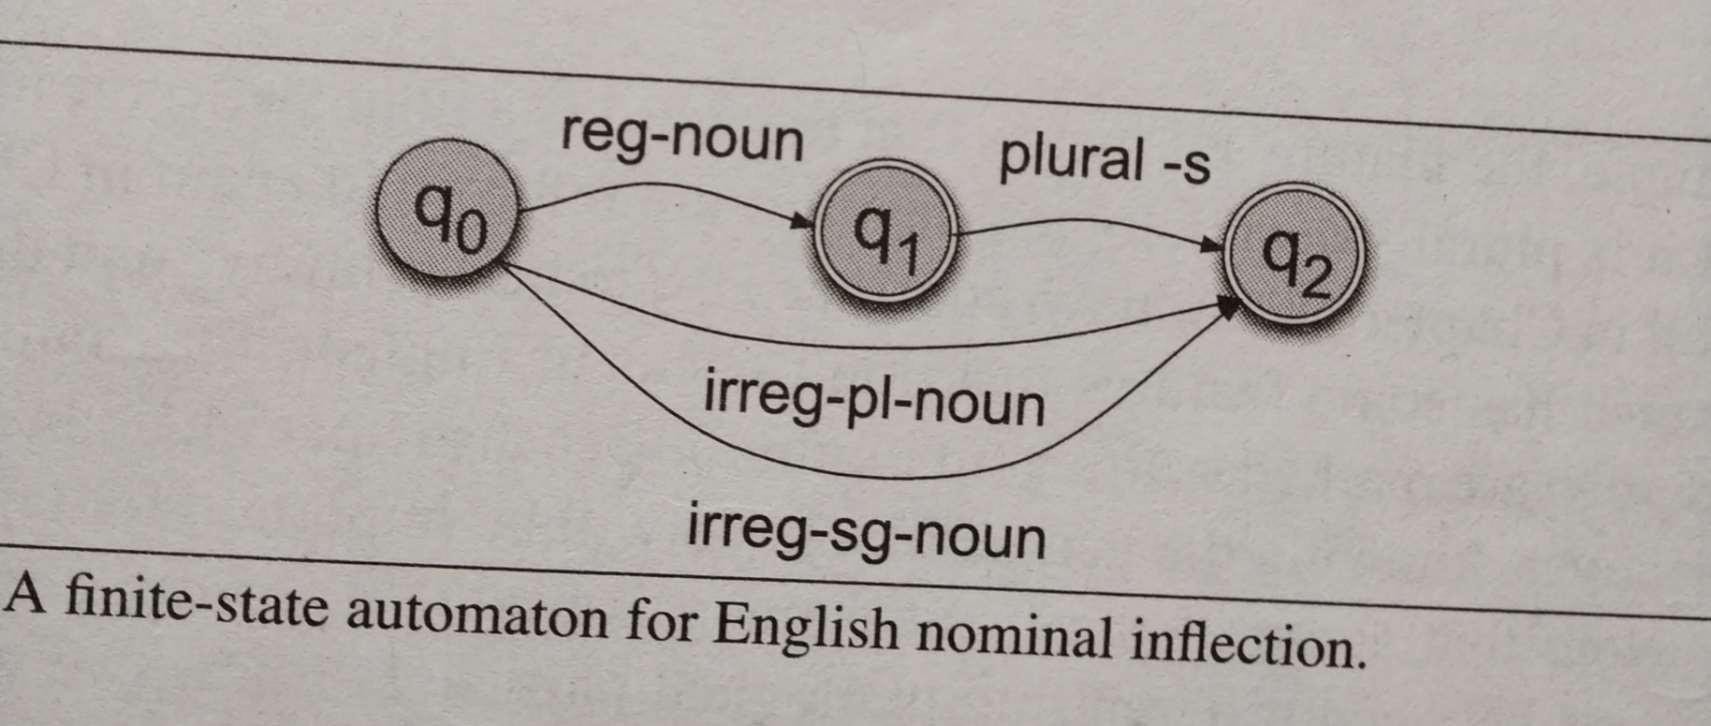 reg-noun
plural -s
q0
q1
q2
irreg-pl-noun
irreg-sg-noun
A finite-state automaton for English nominal inflection.